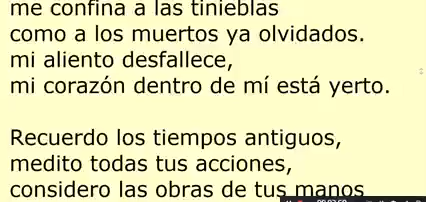 me confina a las tinieblas
como a los muertos ya olvidados.
mi aliento desfallece,
mi corazón dentro de mí está yerto.
Recuerdo los tiempos antiguos,
medito todas tus acciones,
considero las obras de tus manos